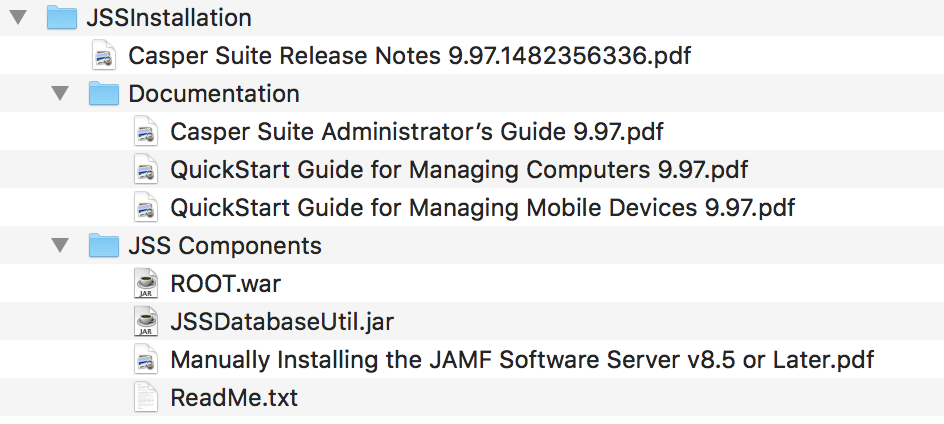 JSSInstallation
Casper Suite Release Notes 9.97.1482356336.pdf
Documentation
Casper Suite Administrator’s Guide 9.97.pdf
QuickStart Guide for Managing Computers 9.97.pdf
QuickStart Guide for Managing Mobile Devices 9.97.pdf
JSS Components
JAR ROOT.war
JAR JSSDatabaseUtil.jar
Manually Installing the JAMF Software Server v8.5 or Later.pdf
ReadMe.txt